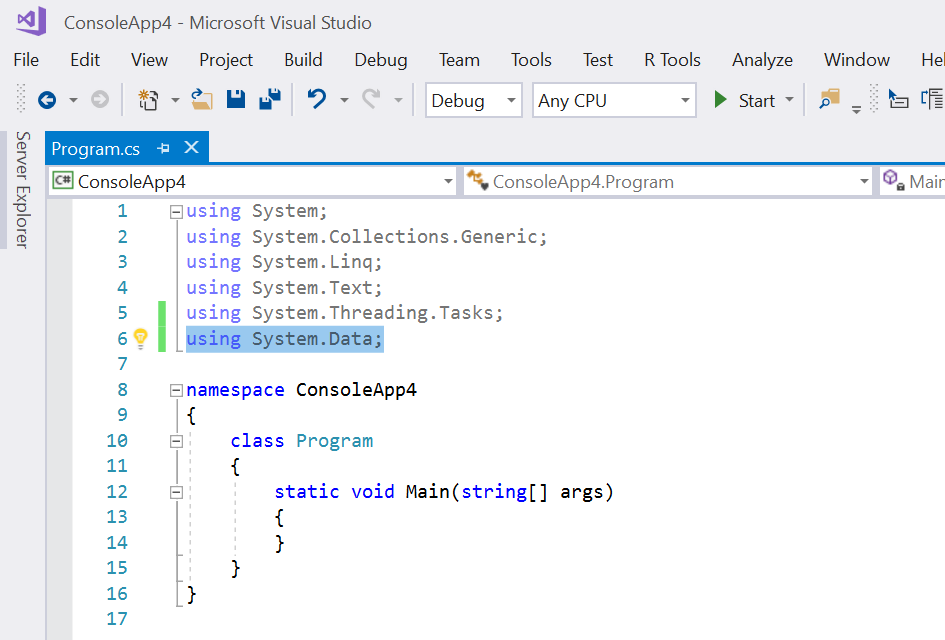 ConsoleApp4 - Microsoft Visual Studio
File Edit View Project Build Debug Team Tools Test R Tools Analyze Window Hel
Debug Any CPU Start
Server Explorer
Program.cs
C# ConsoleApp4 ConsoleApp4.Program Main
1 using System;
2 using System.Collections.Generic;
3 using System.Linq;
4 using System.Text;
5 using System.Threading.Tasks;
6 using System.Data;
7
8 namespace ConsoleApp4
9 {
10 class Program
11 {
12 static void Main(string[] args)
13 {
14 }
15 }
16 }
17